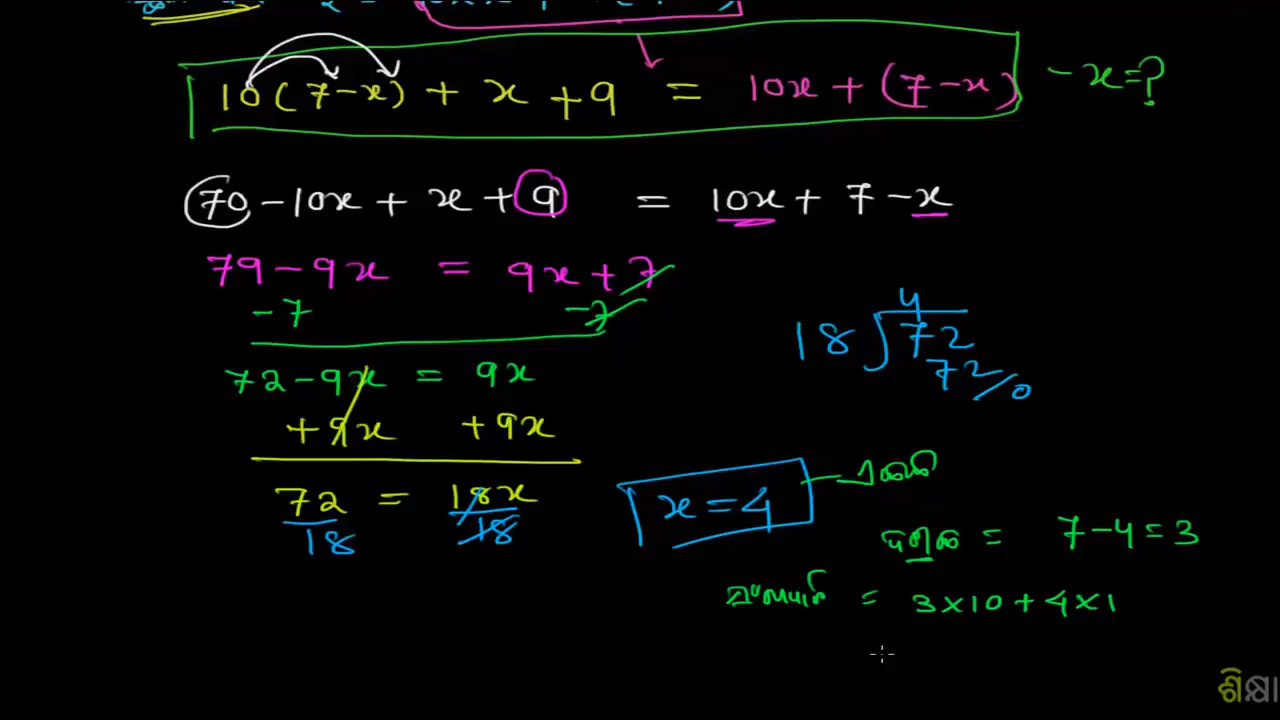 10(7-x) + x + 9 = 10x + (7-x) -x=?
70 - 10x + x + 9 = 10x + 7 - x
79 - 9x = 9x + 7
-7 -7
72 - 9x = 9x
+9x +9x
72 = 18x
18 18
4
18 72
72
0
x = 4 ଏକକ
ଦଶକ = 7-4=3
= 3×10+4×1
ଶିକ୍ଷା